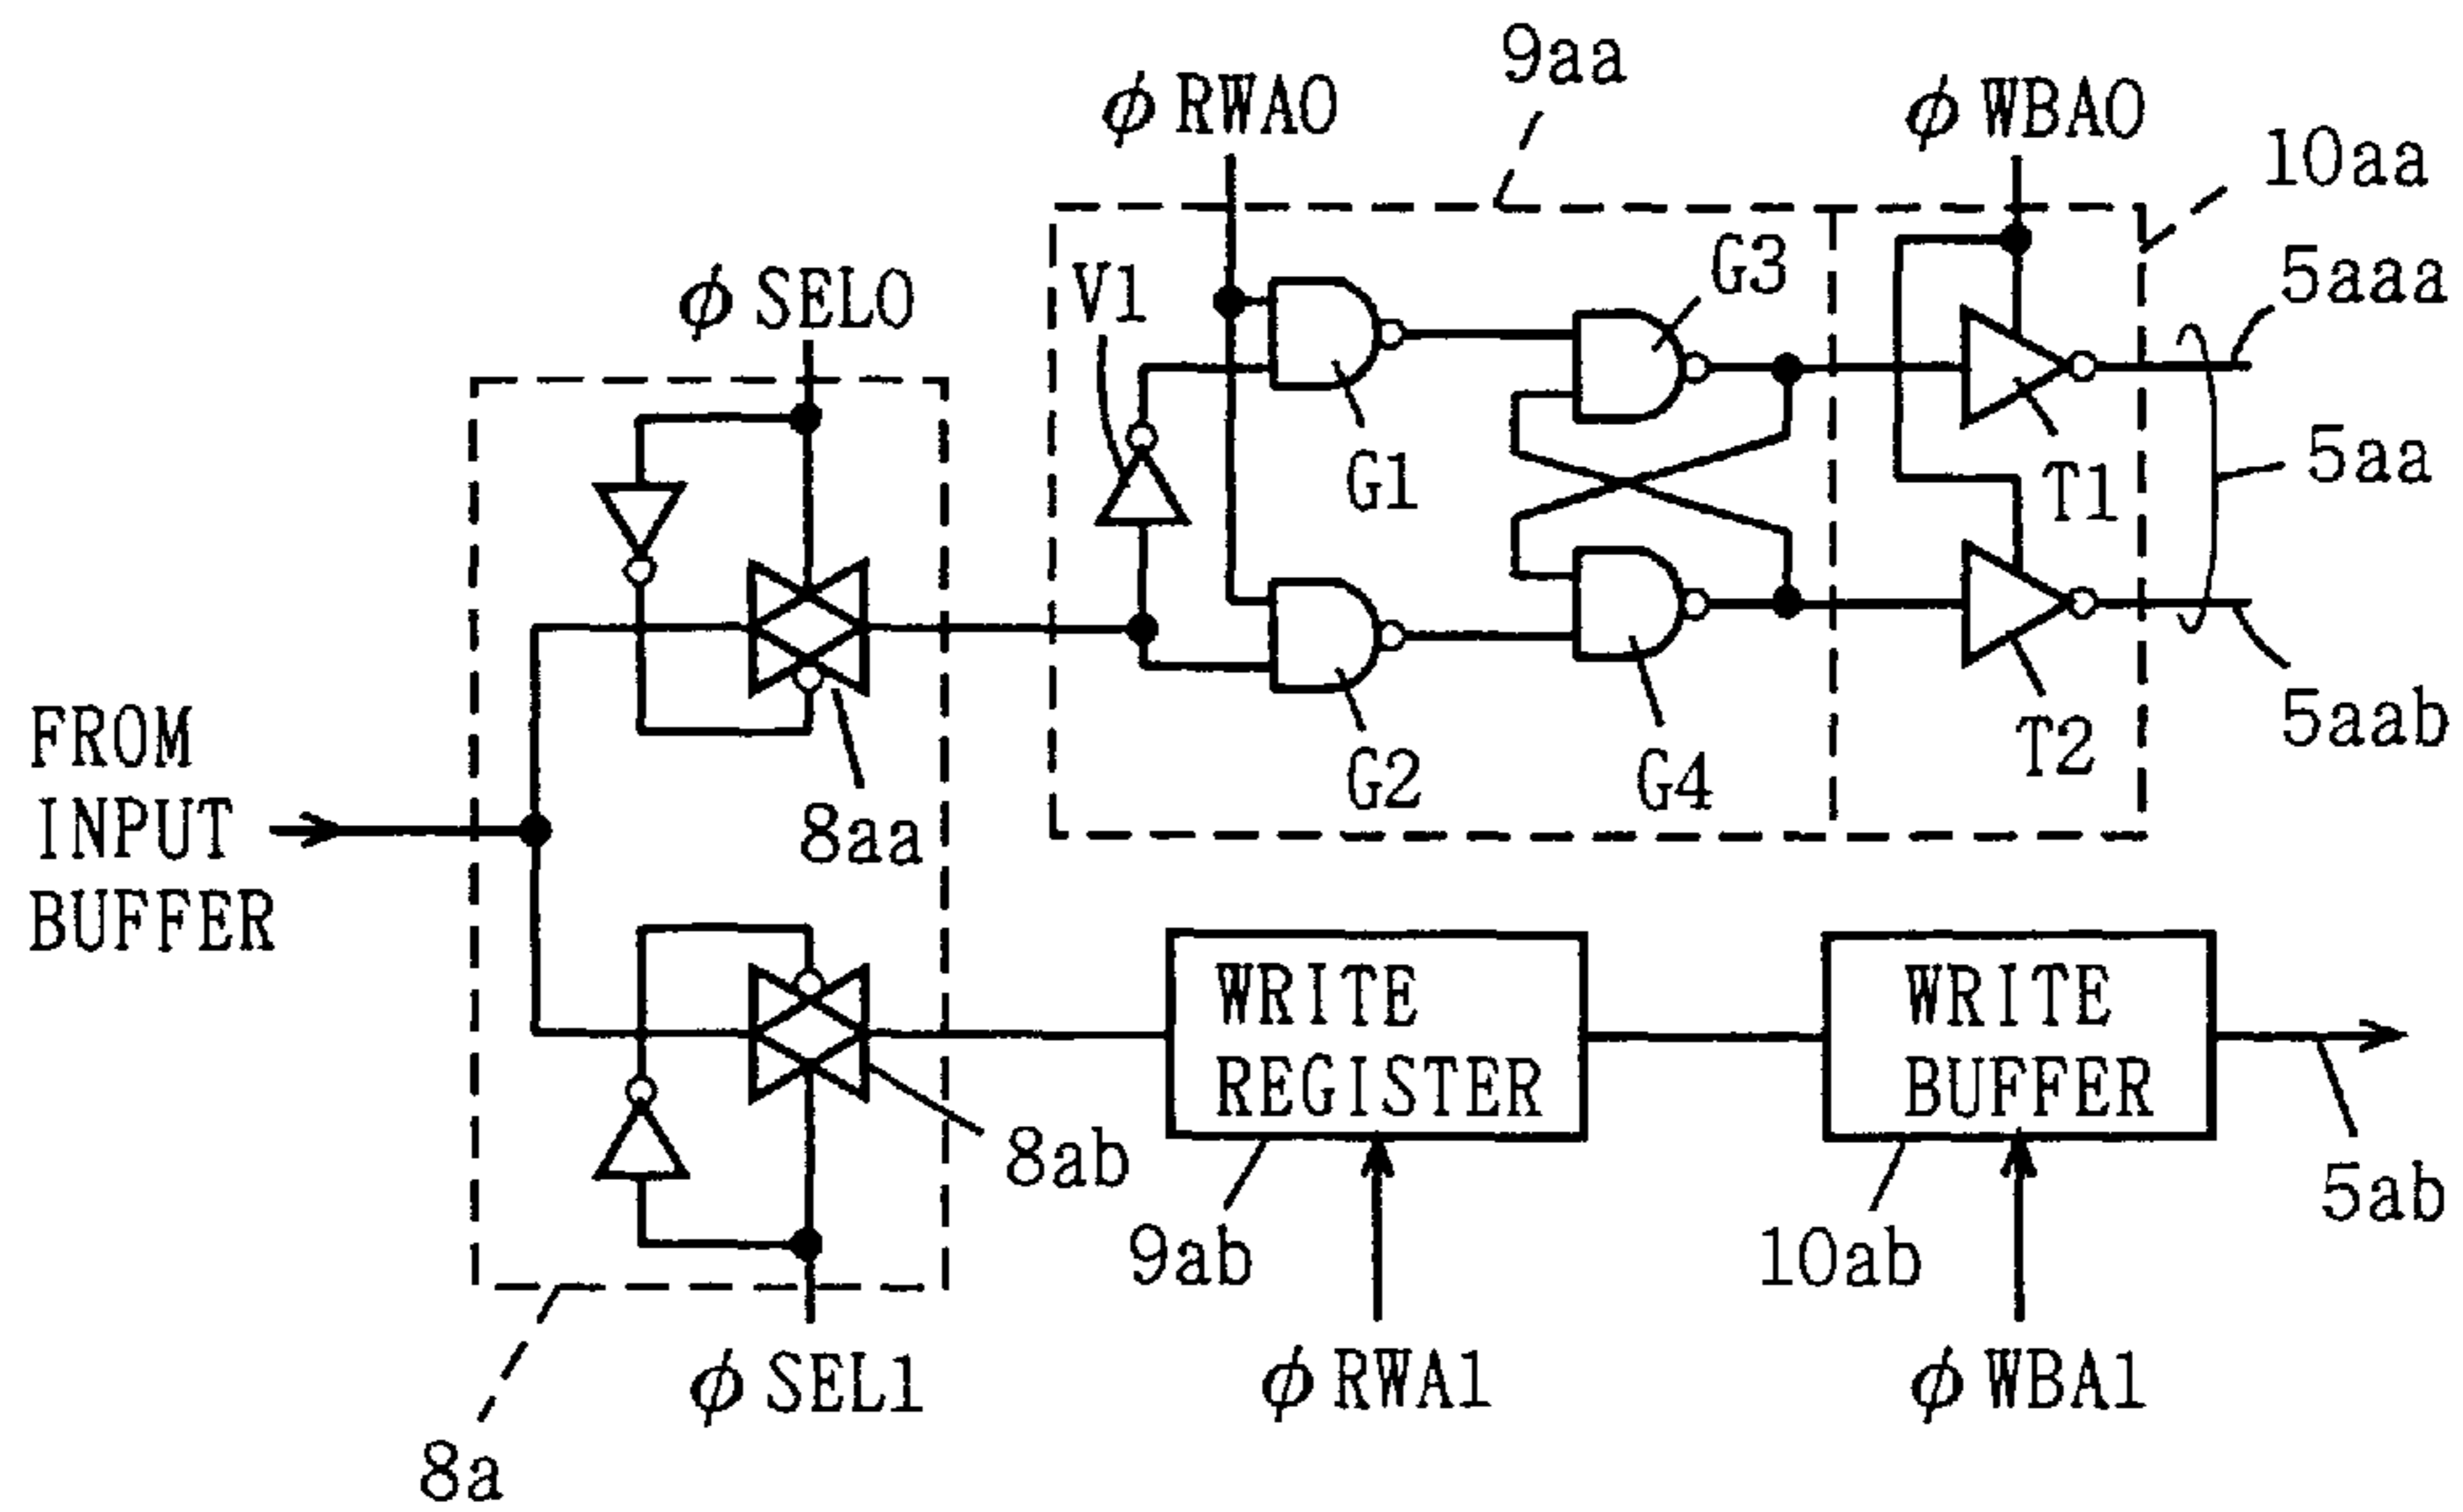 9aa
φ RWA0
φ WBA0
10aa
φ SEL0
V1
G3
5aaa
G1
T1
5aa
FROM
INPUT
BUFFER
8aa
G2
G4
T2
5aab
WRITE
REGISTER
WRITE
BUFFER
8ab
9ab
10ab
5ab
φ SEL1
φ RWA1
φ WBA1
8a